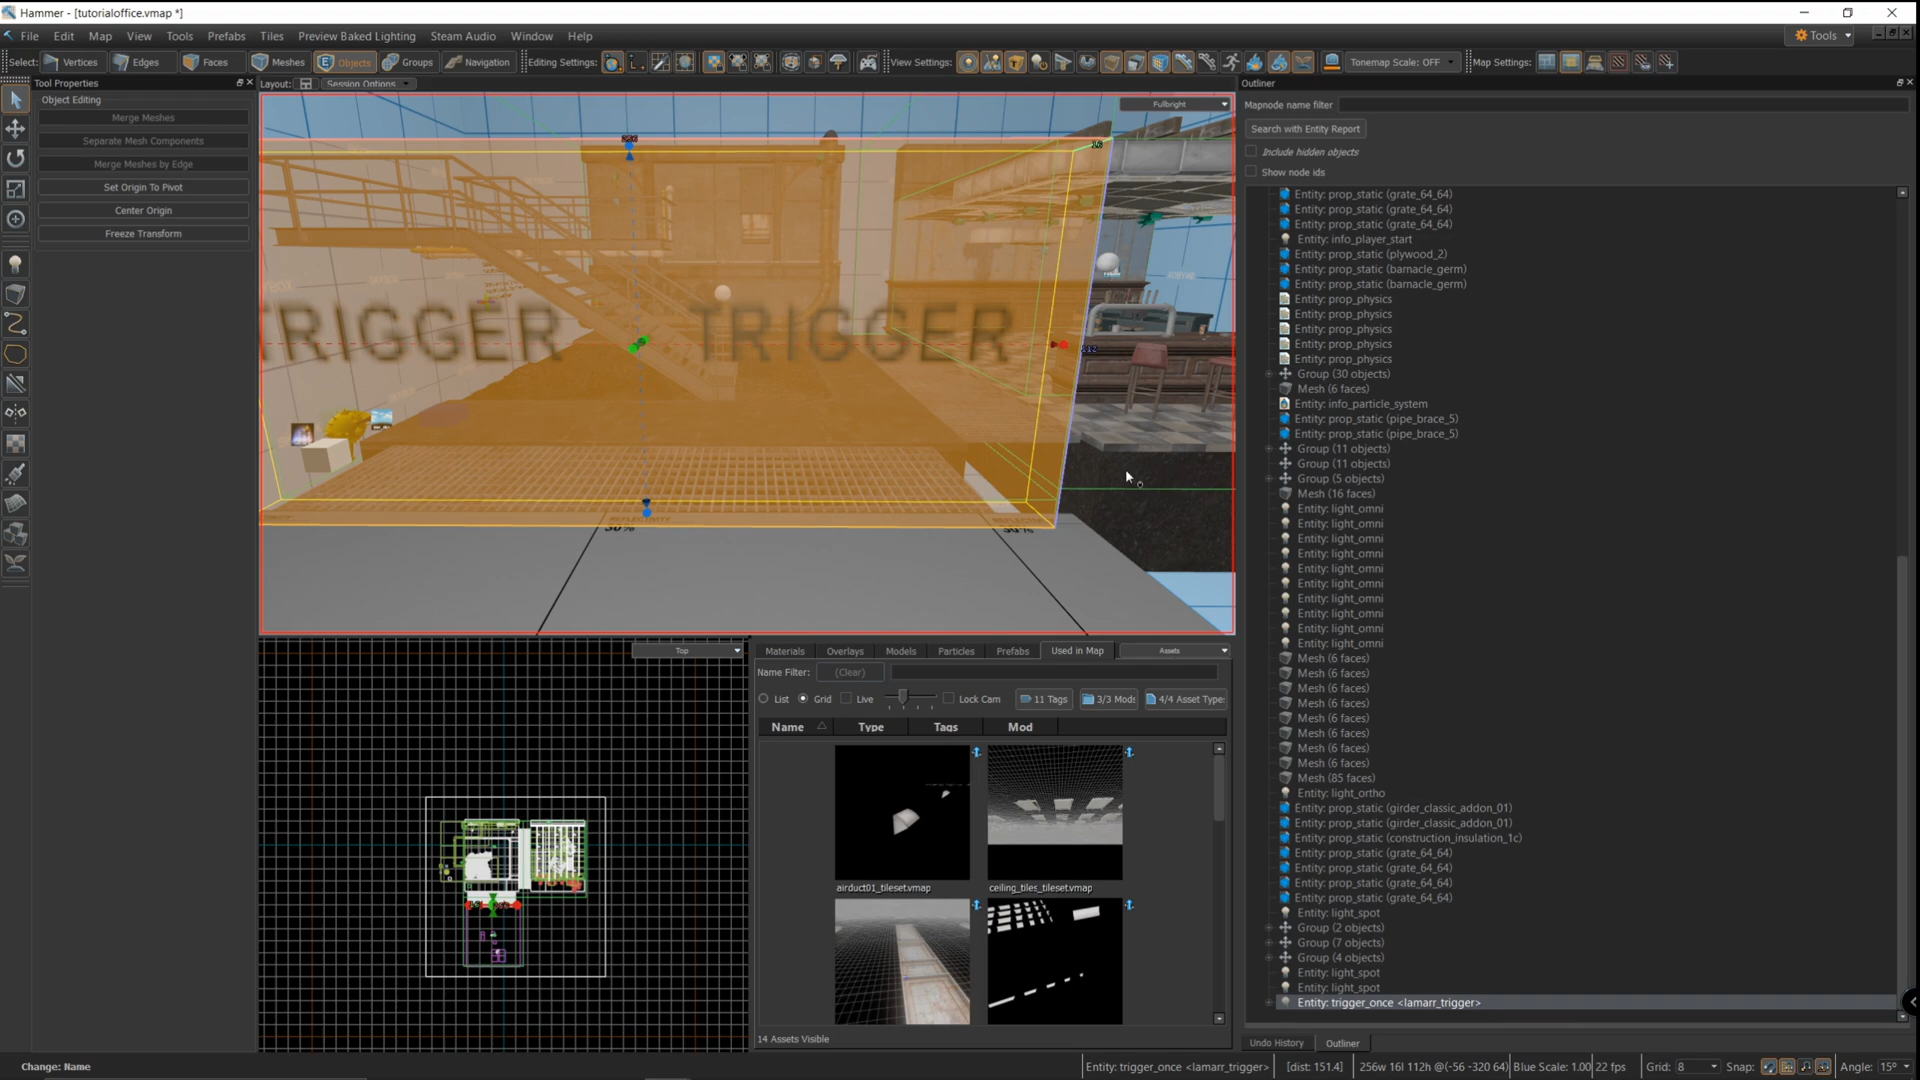 Hammer - [tutorialoffice.vmap *]
File Edit Map View Tools Prefabs Tiles Preview Baked Lighting Steam Audio Window Help
Tools
Select: Vertices Edges Faces Meshes Objects Groups Navigation Editing Settings: View Settings: Tonemap Scale: OFF Map Settings:
Tool Properties
Object Editing
Merge Meshes
Separate Mesh Components
Merge Meshes by Edge
Set Origin To Pivot
Center Origin
Freeze Transform
Layout: Session Options
Fullbright
16
TRIGGER TRIGGER
112
30%
Top
Materials Overlays Models Particles Prefabs Used in Map Assets
Name Filter: (Clear)
List Grid Live Lock Cam 11 Tags 3/3 Mods 4/4 Asset Types
Name Type Tags Mod
airduct01_tileset.vmap
ceiling_tiles_tileset.vmap
14 Assets Visible
Outliner
Mapnode name filter
Search with Entity Report
Include hidden objects
Show node ids
Entity: prop_static (grate_64_64)
Entity: prop_static (grate_64_64)
Entity: prop_static (grate_64_64)
Entity: info_player_start
Entity: prop_static (plywood_2)
Entity: prop_static (barnacle_germ)
Entity: prop_static (barnacle_germ)
Entity: prop_physics
Entity: prop_physics
Entity: prop_physics
Entity: prop_physics
Entity: prop_physics
Group (30 objects)
Mesh (6 faces)
Entity: info_particle_system
Entity: prop_static (pipe_brace_5)
Entity: prop_static (pipe_brace_5)
Group (11 objects)
Group (11 objects)
Group (5 objects)
Mesh (16 faces)
Entity: light_omni
Entity: light_omni
Entity: light_omni
Entity: light_omni
Entity: light_omni
Entity: light_omni
Entity: light_omni
Entity: light_omni
Entity: light_omni
Entity: light_omni
Mesh (6 faces)
Mesh (6 faces)
Mesh (6 faces)
Mesh (6 faces)
Mesh (6 faces)
Mesh (6 faces)
Mesh (6 faces)
Mesh (6 faces)
Mesh (85 faces)
Entity: light_ortho
Entity: prop_static (girder_classic_addon_01)
Entity: prop_static (girder_classic_addon_01)
Entity: prop_static (construction_insulation_1c)
Entity: prop_static (grate_64_64)
Entity: prop_static (grate_64_64)
Entity: prop_static (grate_64_64)
Entity: prop_static (grate_64_64)
Entity: light_spot
Group (2 objects)
Group (7 objects)
Group (4 objects)
Entity: light_spot
Entity: light_spot
Entity: trigger_once <lamarr_trigger>
Undo History Outliner
Change: Name
Entity: trigger_once <lamarr_trigger> [dist: 151.4] 256w 16l 112h @(-56 -320 64) Blue Scale: 1.00 22 fps Grid: 8 Snap: Angle: 15°